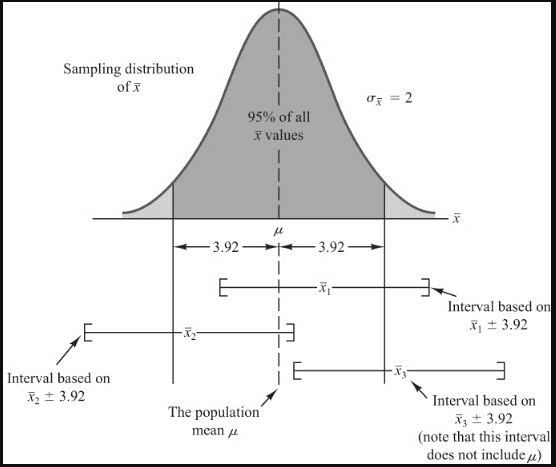 Sampling distribution
of x̄
σx̄ = 2
95% of all
x̄ values
x̄
μ
3.92
3.92
x̄1
Interval based on
x̄1 ± 3.92
x̄2
Interval based on
x̄2 ± 3.92
x̄3
The population
mean μ
Interval based on
x̄3 ± 3.92
(note that this interval
does not include μ)